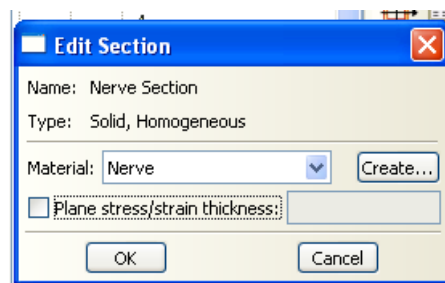 Edit Section
Name: Nerve Section
Type: Solid, Homogeneous
Material: Nerve Create...
Plane stress/strain thickness:
OK Cancel